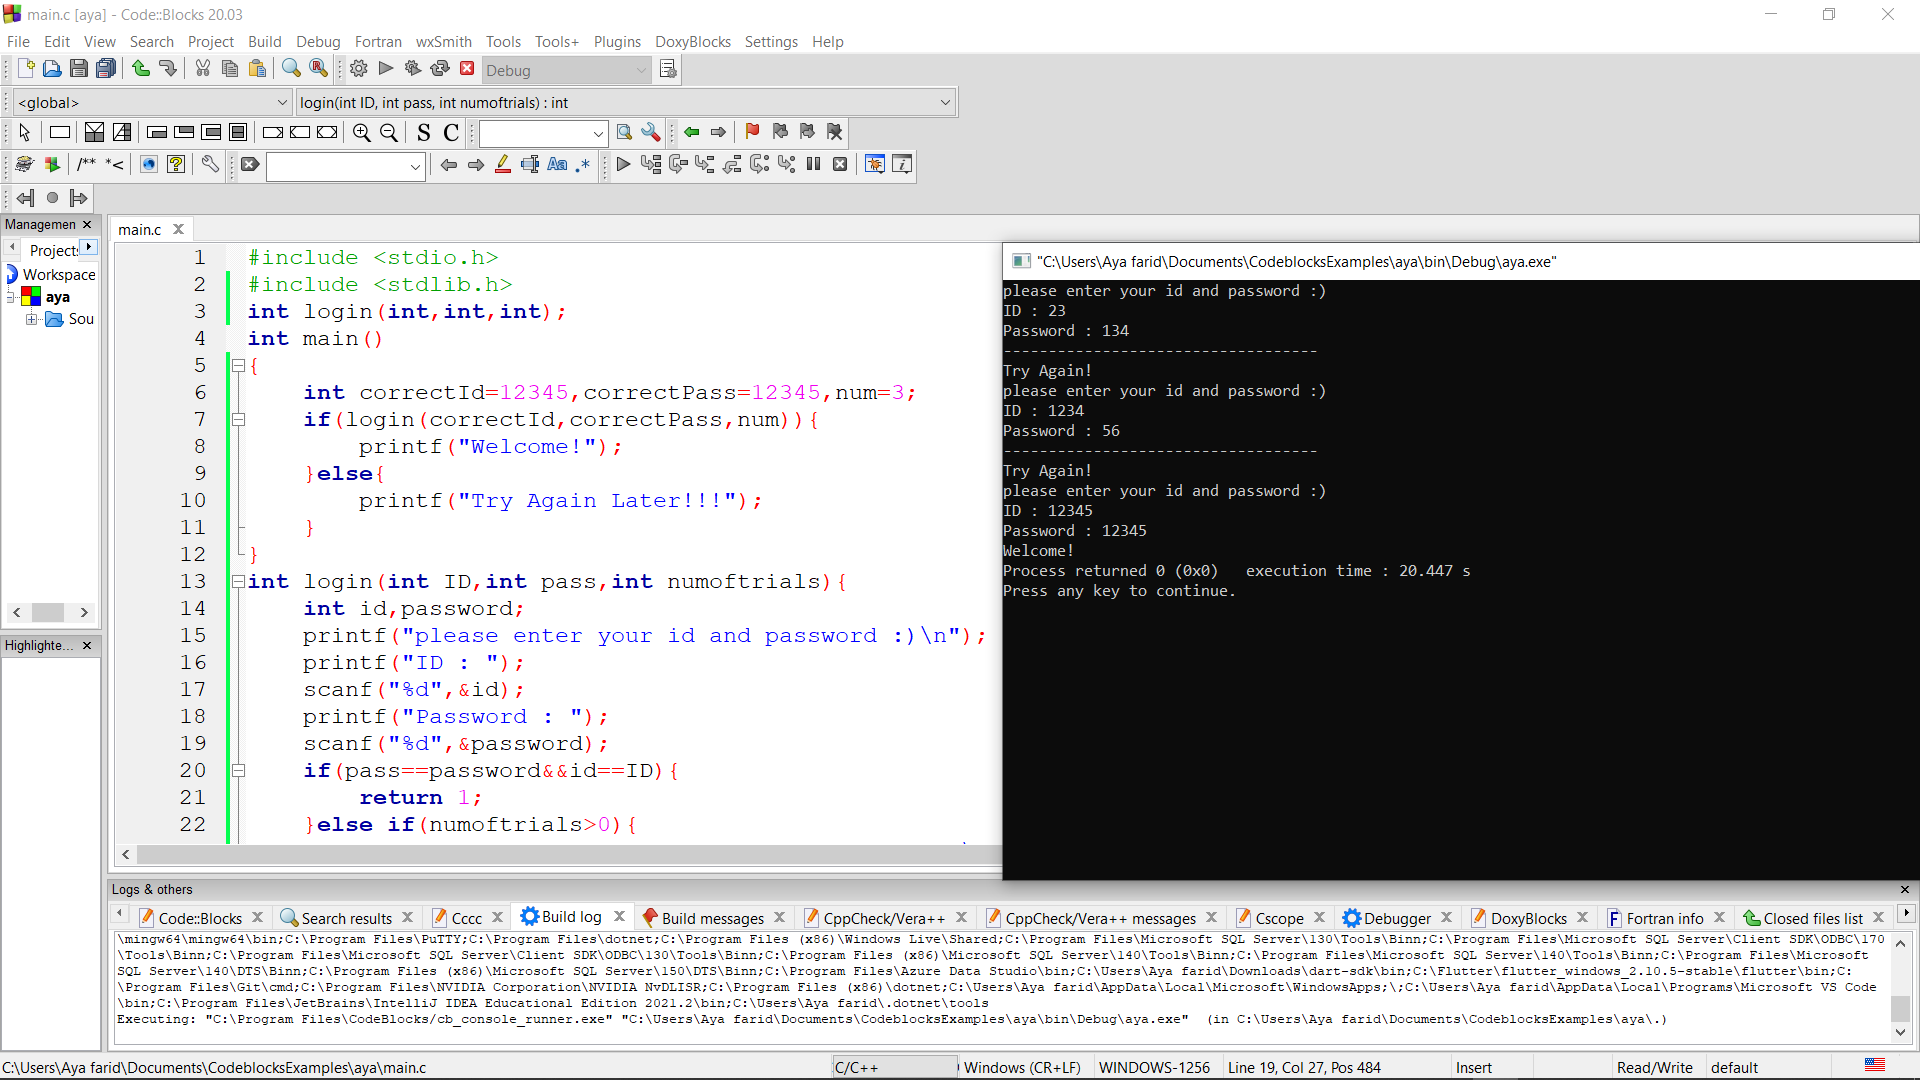 main.c [aya] - Code::Blocks 20.03
File Edit View Search Project Build Debug Fortran wxSmith Tools Tools+ Plugins DoxyBlocks Settings Help
Debug
<global>
login(int ID, int pass, int numoftrials) : int
S C
/** *<
Aa .*
Managemen
Projects
Workspace
aya
Sou
Highlighte...
main.c
1 #include <stdio.h>
2 #include <stdlib.h>
3 int login(int,int,int);
4 int main()
5 {
6 int correctId=12345,correctPass=12345,num=3;
7 if(login(correctId,correctPass,num)){
8 printf("Welcome!");
9 }else{
10 printf("Try Again Later!!!");
11 }
12 }
13 int login(int ID,int pass,int numoftrials){
14 int id,password;
15 printf("please enter your id and password :)\n");
16 printf("ID : ");
17 scanf("%d",&id);
18 printf("Password : ");
19 scanf("%d",&password);
20 if(pass==password&&id==ID){
21 return 1;
22 }else if(numoftrials>0){
"C:\Users\Aya farid\Documents\CodeblocksExamples\aya\bin\Debug\aya.exe"
please enter your id and password :)
ID : 23
Password : 134
-----------------------------------
Try Again!
please enter your id and password :)
ID : 1234
Password : 56
-----------------------------------
Try Again!
please enter your id and password :)
ID : 12345
Password : 12345
Welcome!
Process returned 0 (0x0)   execution time : 20.447 s
Press any key to continue.
Logs & others
Code::Blocks Search results Cccc Build log Build messages CppCheck/Vera++ CppCheck/Vera++ messages Cscope Debugger DoxyBlocks Fortran info Closed files list
\mingw64\mingw64\bin;C:\Program Files\PuTTY;C:\Program Files\dotnet;C:\Program Files (x86)\Windows Live\Shared;C:\Program Files\Microsoft SQL Server\130\Tools\Binn;C:\Program Files\Microsoft SQL Server\Client SDK\ODBC\170
\Tools\Binn;C:\Program Files\Microsoft SQL Server\Client SDK\ODBC\130\Tools\Binn;C:\Program Files (x86)\Microsoft SQL Server\140\Tools\Binn;C:\Program Files\Microsoft SQL Server\140\Tools\Binn;C:\Program Files\Microsoft
SQL Server\140\DTS\Binn;C:\Program Files (x86)\Microsoft SQL Server\150\DTS\Binn;C:\Program Files\Azure Data Studio\bin;C:\Users\Aya farid\Downloads\dart-sdk\bin;C:\Flutter\flutter_windows_2.10.5-stable\flutter\bin;C:
\Program Files\Git\cmd;C:\Program Files\NVIDIA Corporation\NVIDIA NvDLISR;C:\Program Files (x86)\dotnet;C:\Users\Aya farid\AppData\Local\Microsoft\WindowsApps;\;C:\Users\Aya farid\AppData\Local\Programs\Microsoft VS Code
\bin;C:\Program Files\JetBrains\IntelliJ IDEA Educational Edition 2021.2\bin;C:\Users\Aya farid\.dotnet\tools
Executing: "C:\Program Files\CodeBlocks/cb_console_runner.exe" "C:\Users\Aya farid\Documents\CodeblocksExamples\aya\bin\Debug\aya.exe"  (in C:\Users\Aya farid\Documents\CodeblocksExamples\aya\.)
C:\Users\Aya farid\Documents\CodeblocksExamples\aya\main.c C/C++ Windows (CR+LF) WINDOWS-1256 Line 19, Col 27, Pos 484 Insert Read/Write default